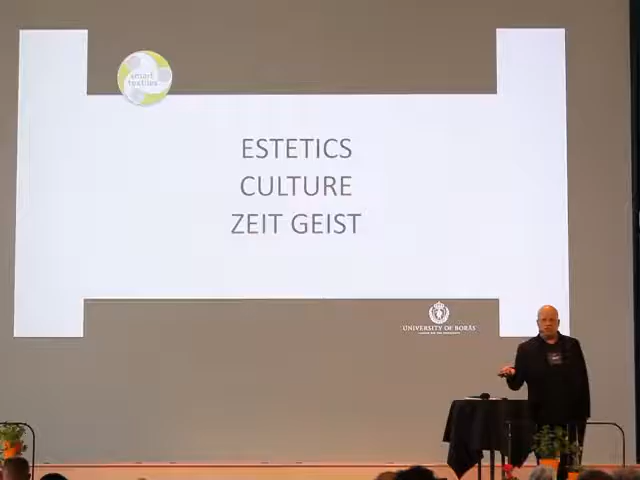 smart
textiles
ESTETICS
CULTURE
ZEIT GEIST
UNIVERSITY OF BORÅS